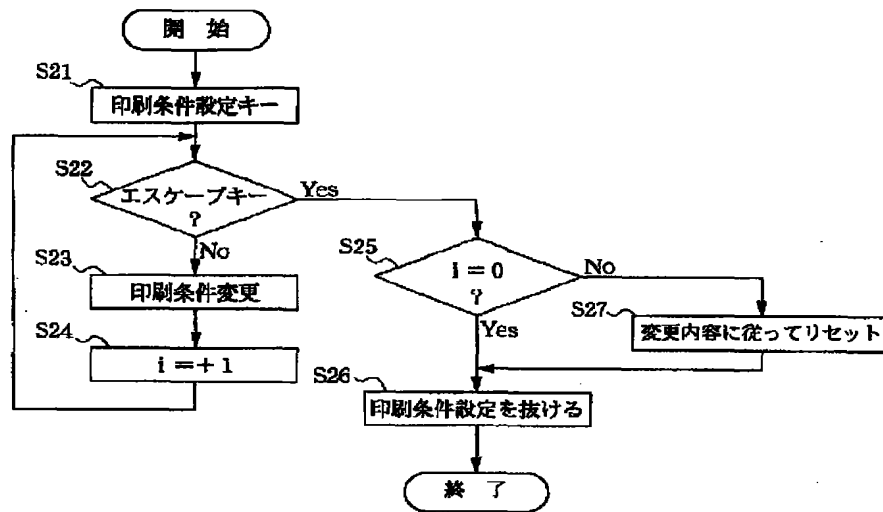 開 始
S21
印刷条件設定キー
S22
エスケープキー
?
Yes
No
S23
印刷条件変更
S24
i=+1
S25
i=0
?
No
Yes
S27
変更内容に従ってリセット
S26
印刷条件設定を抜ける
終 了